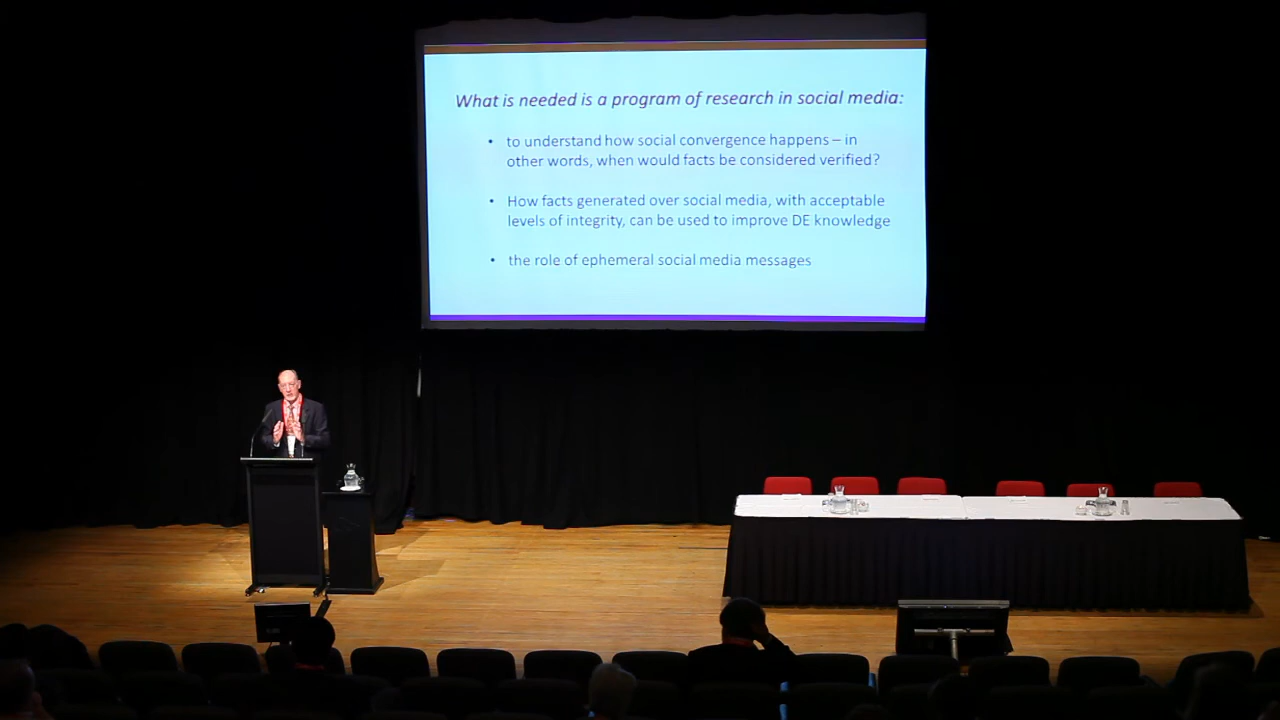 What is needed is a program of research in social media:
• to understand how social convergence happens – in
other words, when would facts be considered verified?
• How facts generated over social media, with acceptable
levels of integrity, can be used to improve DE knowledge
• the role of ephemeral social media messages